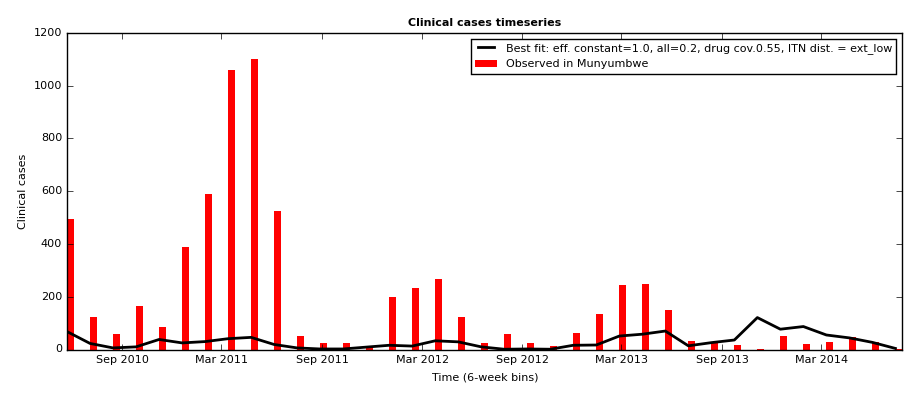 Clinical cases timeseries
1200
1000
800
600
400
200
0
Clinical cases
Best fit: eff. constant=1.0, all=0.2, drug cov.0.55, ITN dist. = ext_low
Observed in Munyumbwe
Sep 2010 Mar 2011 Sep 2011 Mar 2012 Sep 2012 Mar 2013 Sep 2013 Mar 2014
Time (6-week bins)